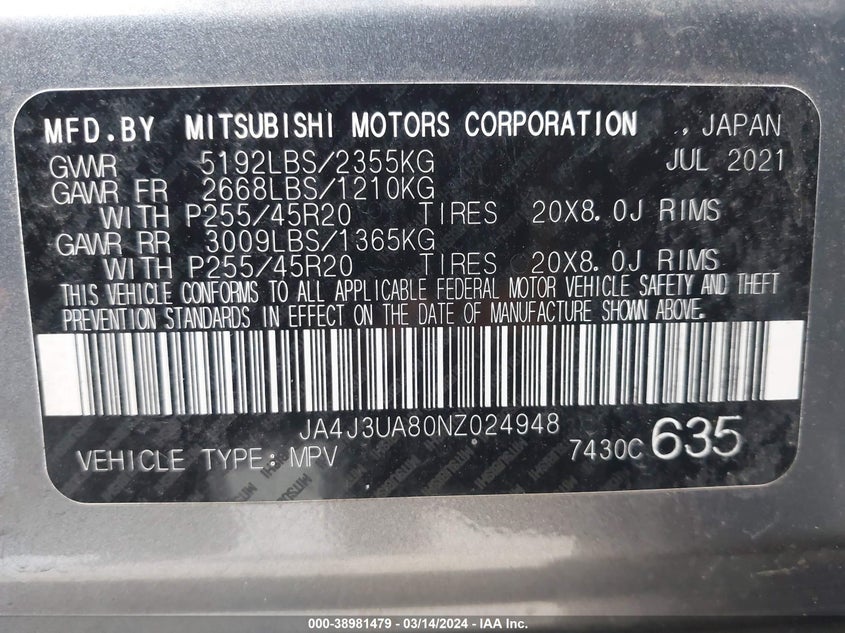 MFD.BY MITSUBISHI MOTORS CORPORATION ., JAPAN
GVWR 5192LBS/2355KG JUL 2021
GAWR FR 2668LBS/1210KG
WITH P255/45R20 TIRES 20X8.0J RIMS
GAWR RR 3009LBS/1365KG
WITH P255/45R20 TIRES 20X8.0J RIMS
THIS VEHICLE CONFORMS TO ALL APPLICABLE FEDERAL MOTOR VEHICLE SAFETY AND THEFT
PREVENTION STANDARDS IN EFFECT ON THE DATE OF MANUFACTURE SHOWN ABOVE.
JA4J3UA80NZ024948
VEHICLE TYPE: MPV 7430C 635
000-38981479 - 03/14/2024 - IAA Inc.